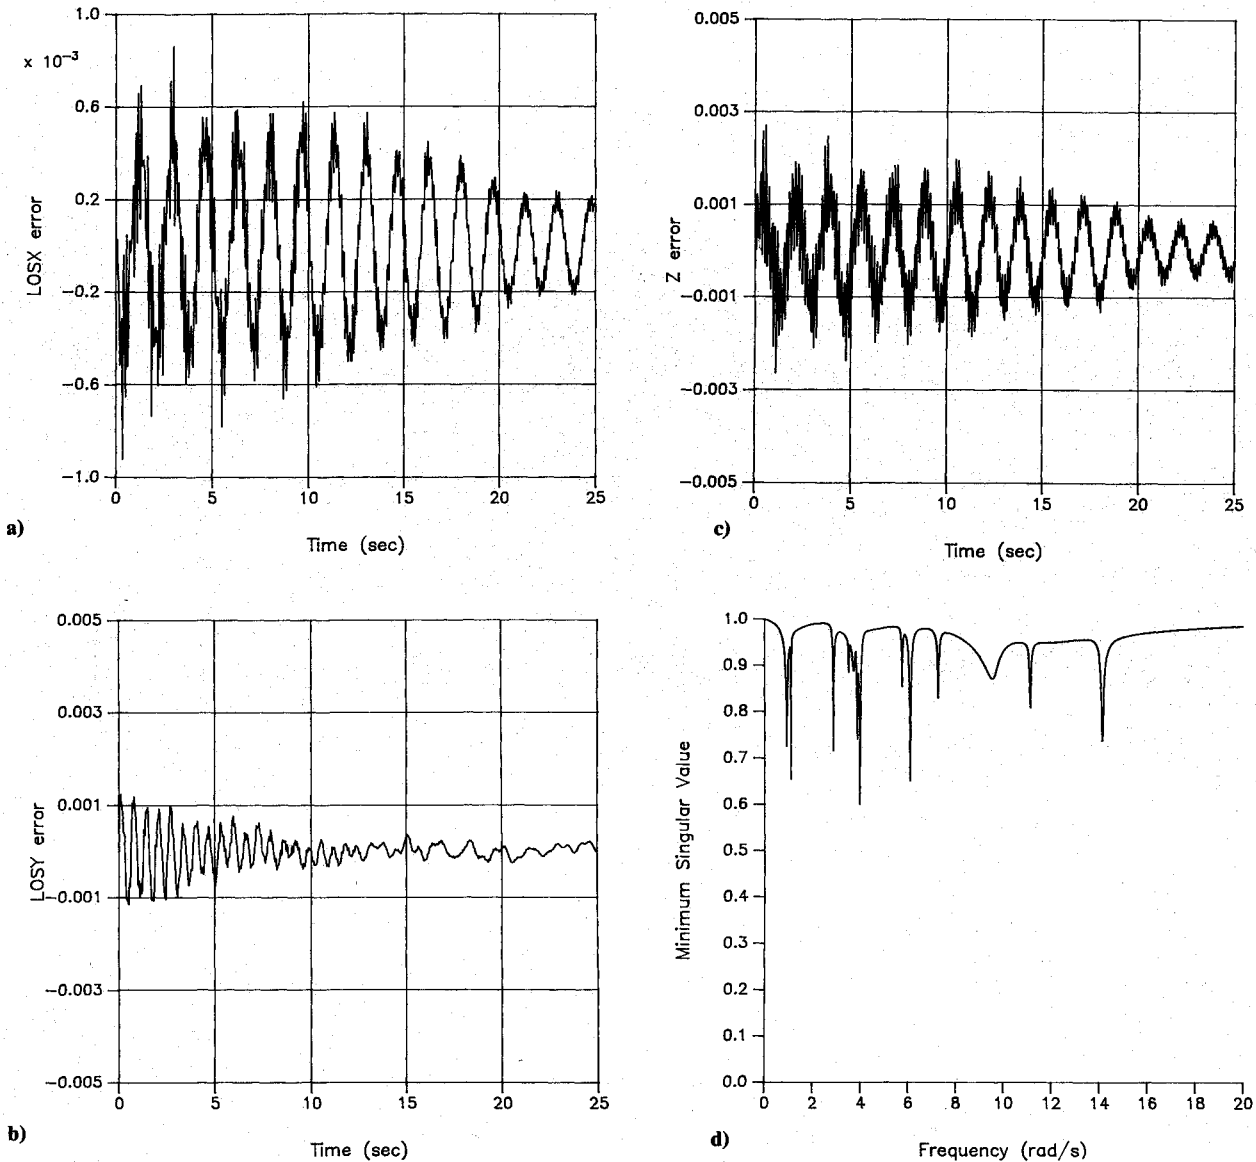 1.0
x 10⁻³
0.6
0.2
−0.2
−0.6
−1.0
LOSX error
0 5 10 15 20 25
Time (sec)
a)
0.005
0.003
0.001
−0.001
−0.003
−0.005
Z error
0 5 10 15 20 25
Time (sec)
c)
0.005
0.003
0.001
−0.001
−0.003
−0.005
LOSY error
0 5 10 15 20 25
Time (sec)
b)
1.0
0.9
0.8
0.7
0.6
0.5
0.4
0.3
0.2
0.1
0.0
Minimum Singular Value
0 2 4 6 8 10 12 14 16 18 20
Frequency (rad/s)
d)